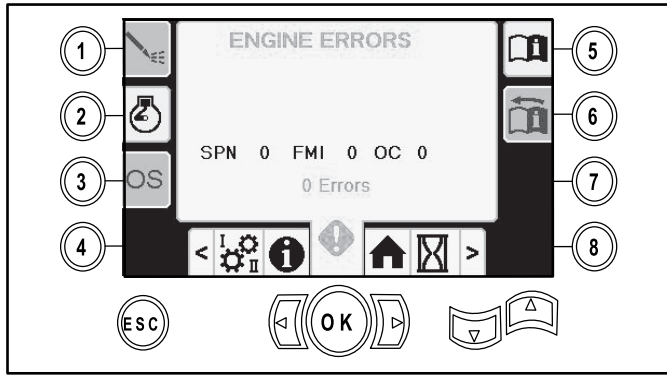 ENGINE ERRORS
1
5
2
6
SPN 0 FMI 0 OC 0
3
OS
0 Errors
7
4
< I II i ! >
8
ESC
OK